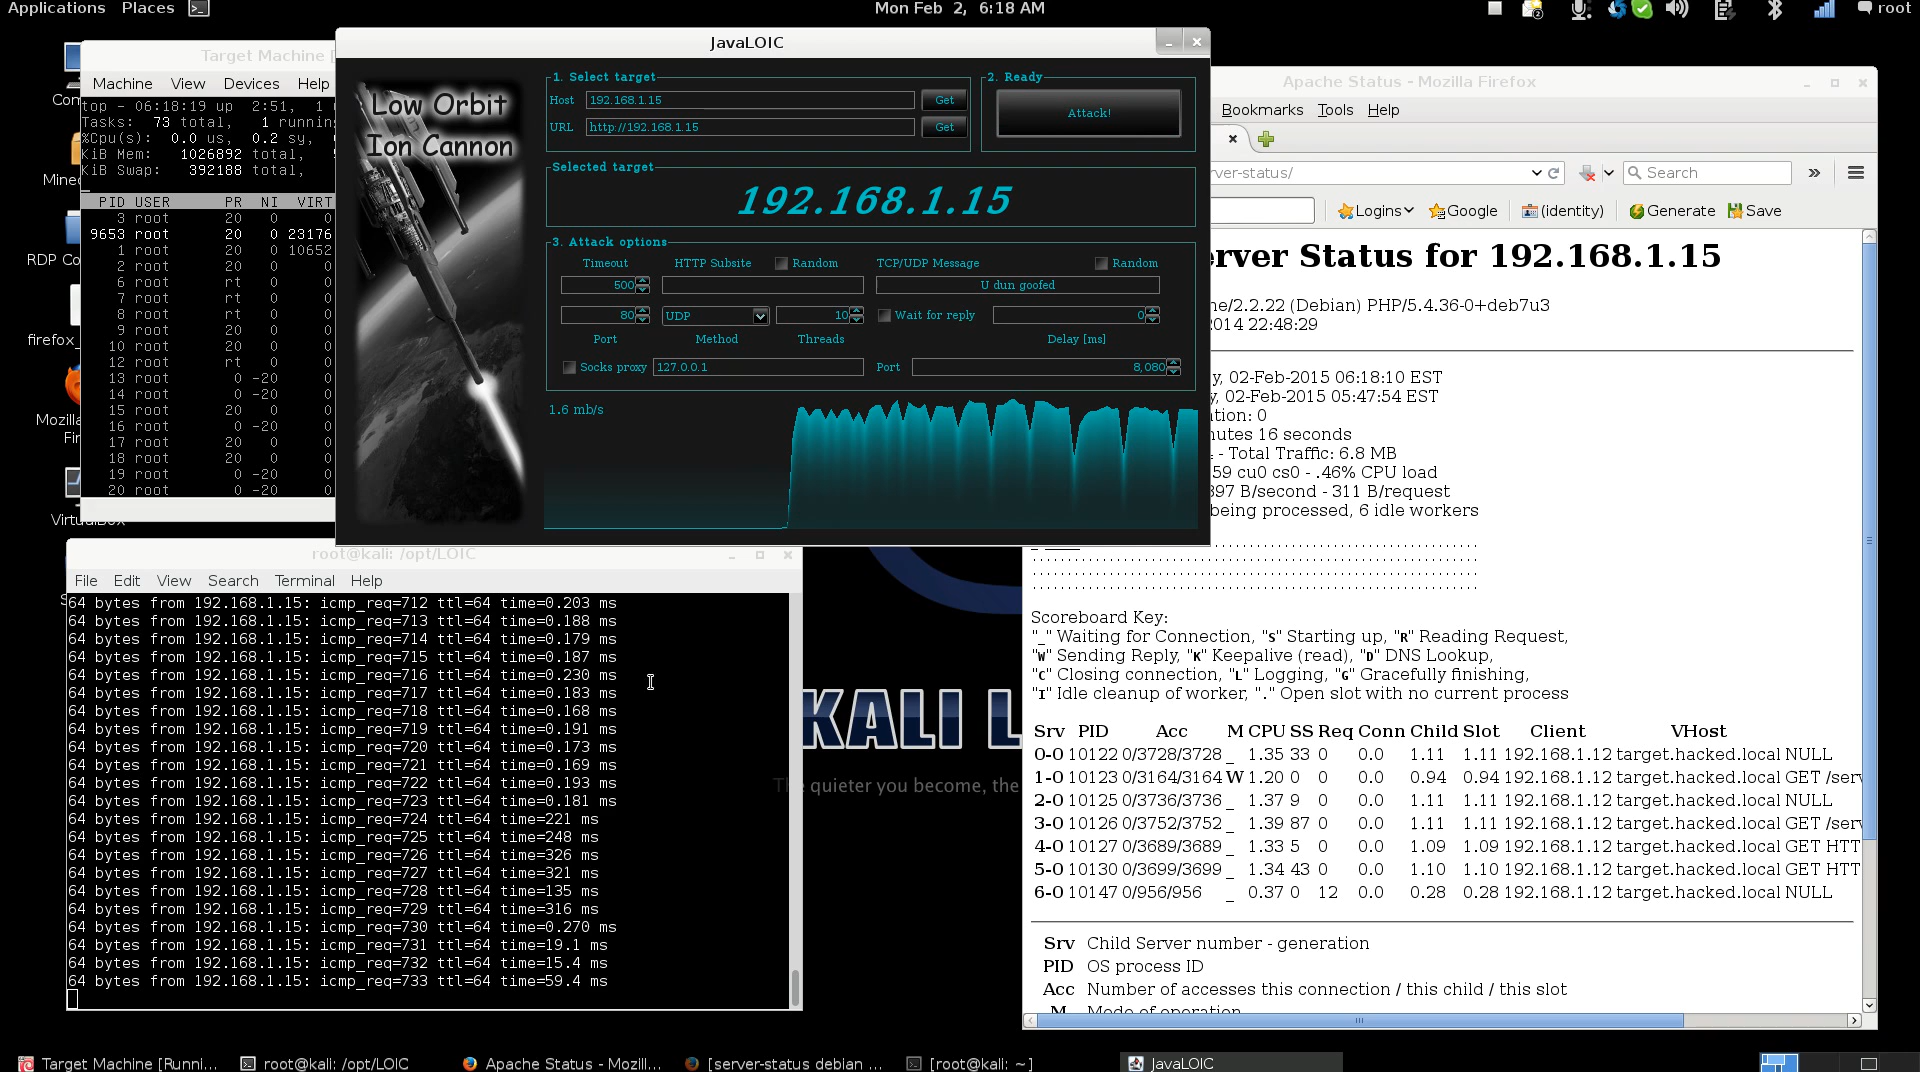 Applications Places
Mon Feb 2, 6:18 AM
root
Target Machine [
Machine View Devices Help
top - 06:18:19 up 2:51, 1
Tasks: 73 total, 1 runnin
%Cpu(s): 0.0 us, 0.2 sy,
KiB Mem: 1026892 total,
KiB Swap: 392188 total,
PID USER PR NI VIRT
3 root 20 0 0
9653 root 20 0 23176
1 root 20 0 10652
2 root 20 0 0
6 root rt 0 0
7 root rt 0 0
8 root rt 0 0
9 root 20 0 0
10 root 20 0 0
12 root rt 0 0
13 root 0 -20 0
14 root 0 -20 0
15 root 20 0 0
16 root 0 -20 0
17 root 20 0 0
18 root 20 0 0
19 root 0 -20 0
20 root 0 -20 0
RDP Co
firefox_
Mozilla
VirtualBox
JavaLOIC
Low Orbit
Ion Cannon
1. Select target
Host 192.168.1.15 Get
URL http://192.168.1.15 Get
2. Ready
Attack!
Selected target
192.168.1.15
3. Attack options
Timeout HTTP Subsite Random TCP/UDP Message Random
500 U dun goofed
80 UDP 10 Wait for reply 0
Port Method Threads Delay [ms]
Socks proxy 127.0.0.1 Port 8,080
1.6 mb/s
Apache Status - Mozilla Firefox
Bookmarks Tools Help
rver-status/ Search
Logins Google (identity) Generate Save
erver Status for 192.168.1.15
he/2.2.22 (Debian) PHP/5.4.36-0+deb7u3
2014 22:48:29
y, 02-Feb-2015 06:18:10 EST
y, 02-Feb-2015 05:47:54 EST
ation: 0
nutes 16 seconds
- Total Traffic: 6.8 MB
59 cu0 cs0 - .46% CPU load
397 B/second - 311 B/request
being processed, 6 idle workers
Scoreboard Key:
"_" Waiting for Connection, "S" Starting up, "R" Reading Request,
"W" Sending Reply, "K" Keepalive (read), "D" DNS Lookup,
"C" Closing connection, "L" Logging, "G" Gracefully finishing,
"I" Idle cleanup of worker, "." Open slot with no current process
Srv PID Acc M CPU SS Req Conn Child Slot Client VHost
0-0 10122 0/3728/3728 _ 1.35 33 0 0.0 1.11 1.11 192.168.1.12 target.hacked.local NULL
1-0 10123 0/3164/3164 W 1.20 0 0 0.0 0.94 0.94 192.168.1.12 target.hacked.local GET /serv
2-0 10125 0/3736/3736 _ 1.37 9 0 0.0 1.11 1.11 192.168.1.12 target.hacked.local NULL
3-0 10126 0/3752/3752 _ 1.39 87 0 0.0 1.11 1.11 192.168.1.12 target.hacked.local GET /serv
4-0 10127 0/3689/3689 _ 1.33 5 0 0.0 1.09 1.09 192.168.1.12 target.hacked.local GET HTT
5-0 10130 0/3699/3699 _ 1.34 43 0 0.0 1.10 1.10 192.168.1.12 target.hacked.local GET HTT
6-0 10147 0/956/956 _ 0.37 0 12 0.0 0.28 0.28 192.168.1.12 target.hacked.local NULL
Srv Child Server number - generation
PID OS process ID
Acc Number of accesses this connection / this child / this slot
M Mode of operation
root@kali: /opt/LOIC
File Edit View Search Terminal Help
64 bytes from 192.168.1.15: icmp_req=712 ttl=64 time=0.203 ms
64 bytes from 192.168.1.15: icmp_req=713 ttl=64 time=0.188 ms
64 bytes from 192.168.1.15: icmp_req=714 ttl=64 time=0.179 ms
64 bytes from 192.168.1.15: icmp_req=715 ttl=64 time=0.187 ms
64 bytes from 192.168.1.15: icmp_req=716 ttl=64 time=0.230 ms
64 bytes from 192.168.1.15: icmp_req=717 ttl=64 time=0.183 ms
64 bytes from 192.168.1.15: icmp_req=718 ttl=64 time=0.168 ms
64 bytes from 192.168.1.15: icmp_req=719 ttl=64 time=0.191 ms
64 bytes from 192.168.1.15: icmp_req=720 ttl=64 time=0.173 ms
64 bytes from 192.168.1.15: icmp_req=721 ttl=64 time=0.169 ms
64 bytes from 192.168.1.15: icmp_req=722 ttl=64 time=0.193 ms
64 bytes from 192.168.1.15: icmp_req=723 ttl=64 time=0.181 ms
64 bytes from 192.168.1.15: icmp_req=724 ttl=64 time=221 ms
64 bytes from 192.168.1.15: icmp_req=725 ttl=64 time=248 ms
64 bytes from 192.168.1.15: icmp_req=726 ttl=64 time=326 ms
64 bytes from 192.168.1.15: icmp_req=727 ttl=64 time=321 ms
64 bytes from 192.168.1.15: icmp_req=728 ttl=64 time=135 ms
64 bytes from 192.168.1.15: icmp_req=729 ttl=64 time=316 ms
64 bytes from 192.168.1.15: icmp_req=730 ttl=64 time=0.270 ms
64 bytes from 192.168.1.15: icmp_req=731 ttl=64 time=19.1 ms
64 bytes from 192.168.1.15: icmp_req=732 ttl=64 time=15.4 ms
64 bytes from 192.168.1.15: icmp_req=733 ttl=64 time=59.4 ms
KALI L
The quieter you become, the
Target Machine [Runni... root@kali: /opt/LOIC Apache Status - Mozill... [server-status debian ... [root@kali: ~] JavaLOIC